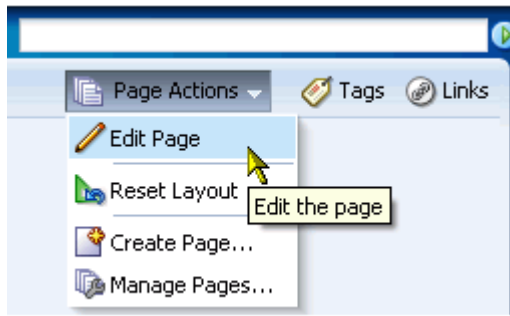 Page Actions Tags Links
Edit Page
Reset Layout
Edit the page
Create Page...
Manage Pages...